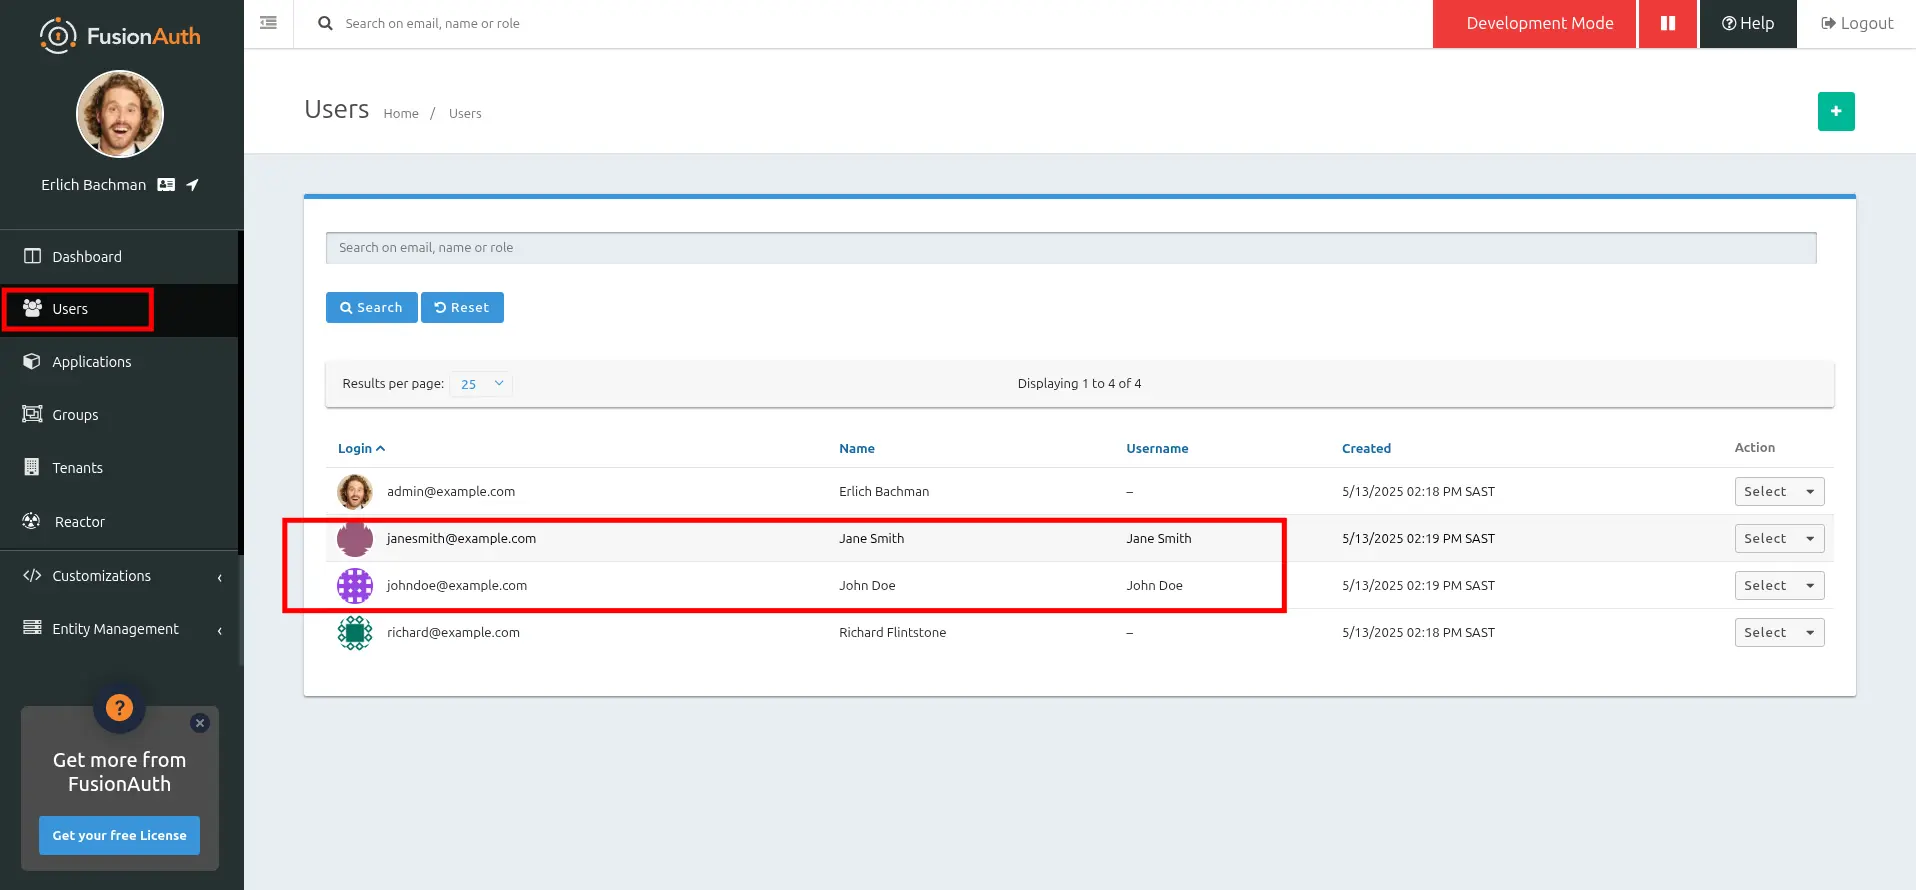 FusionAuth
Search on email, name or role
Development Mode
Help
Logout
Erlich Bachman
Users Home / Users
Dashboard
Users
Applications
Groups
Tenants
Reactor
Customizations
Entity Management
Get more from
FusionAuth
Get your free License
Search on email, name or role
Search Reset
Results per page: 25 Displaying 1 to 4 of 4
Login Name Username Created Action
admin@example.com Erlich Bachman – 5/13/2025 02:18 PM SAST Select
janesmith@example.com Jane Smith Jane Smith 5/13/2025 02:19 PM SAST Select
johndoe@example.com John Doe John Doe 5/13/2025 02:19 PM SAST Select
richard@example.com Richard Flintstone – 5/13/2025 02:18 PM SAST Select